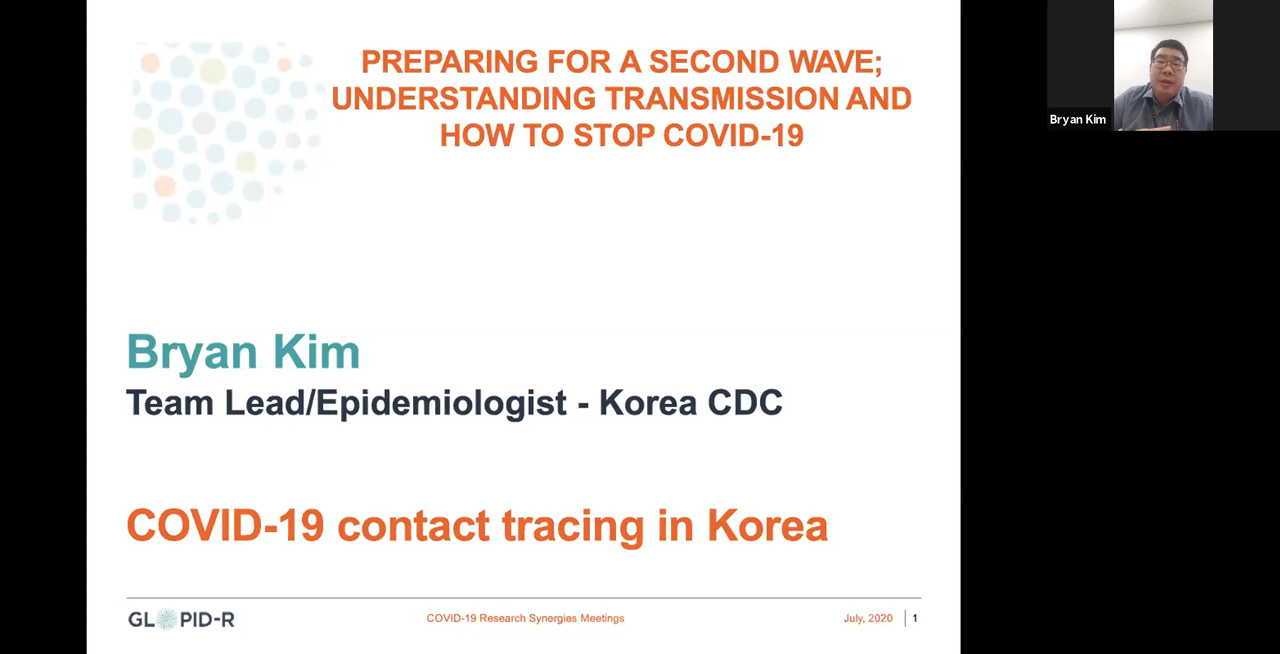 PREPARING FOR A SECOND WAVE;
UNDERSTANDING TRANSMISSION AND
HOW TO STOP COVID-19
Bryan Kim
Bryan Kim
Team Lead/Epidemiologist - Korea CDC
COVID-19 contact tracing in Korea
GLOPID-R
COVID-19 Research Synergies Meetings
July, 2020
1